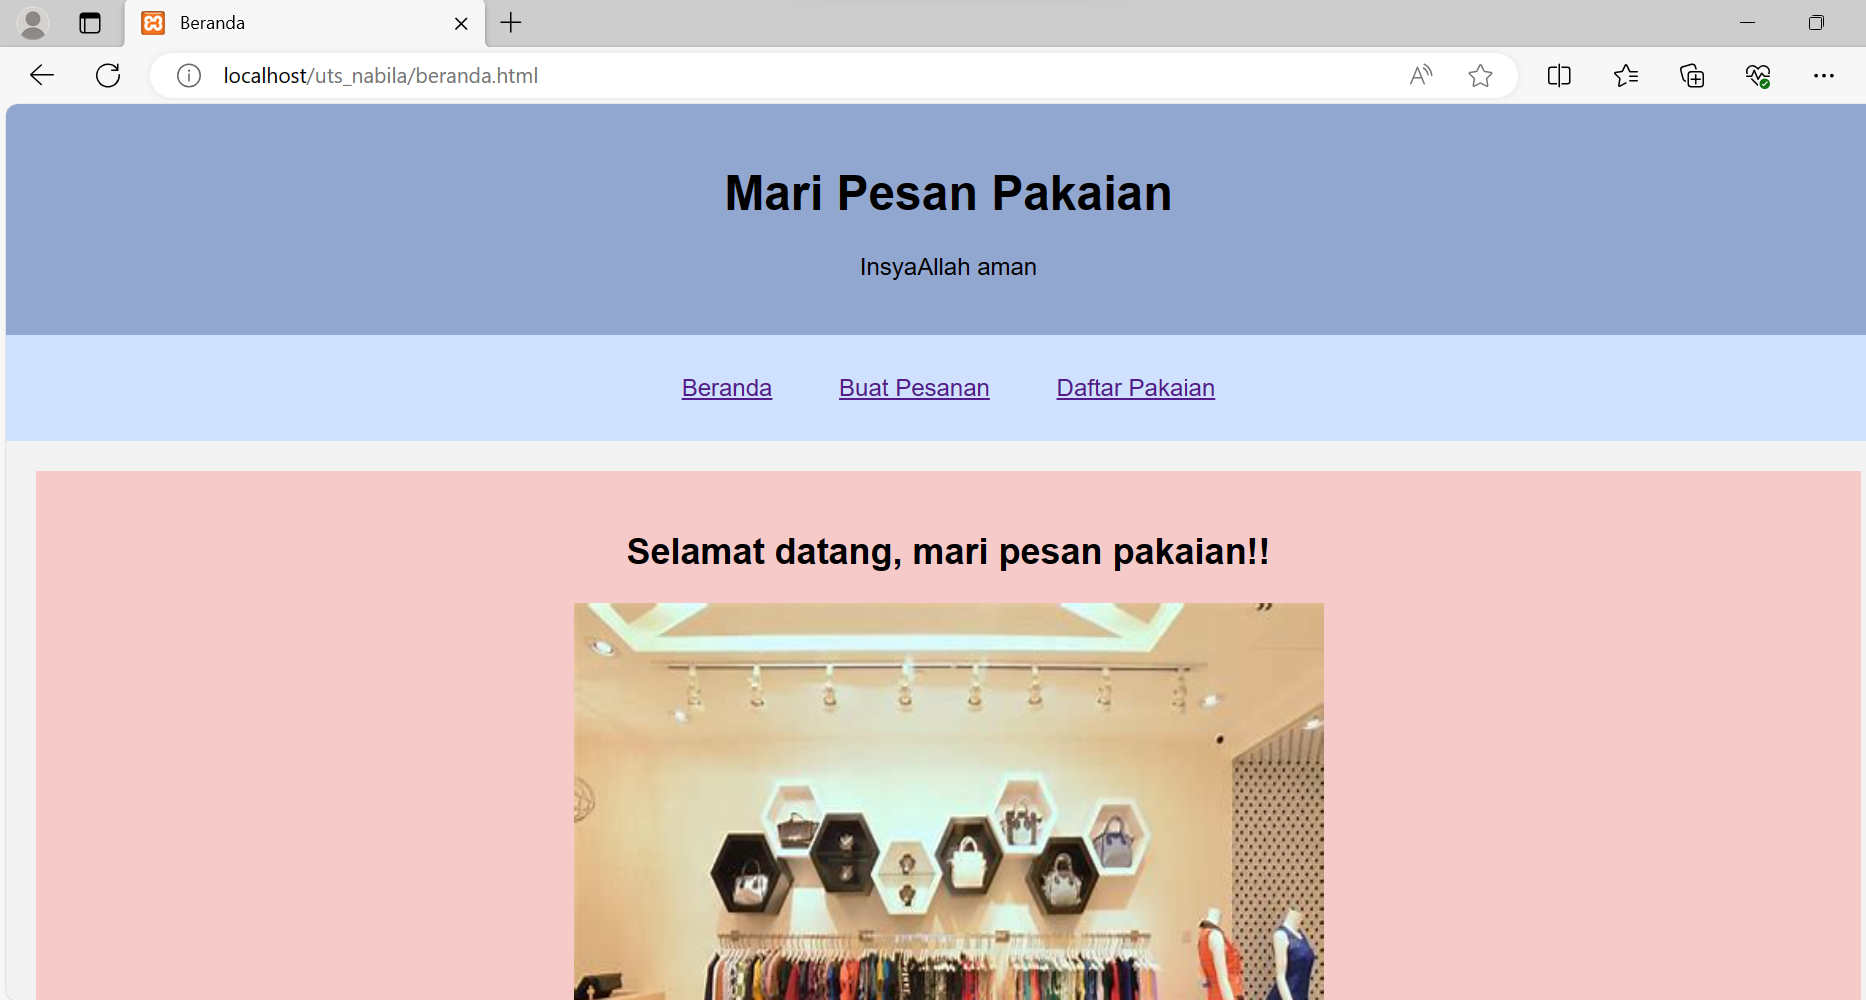 Beranda
localhost/uts_nabila/beranda.html
Mari Pesan Pakaian
InsyaAllah aman
Beranda Buat Pesanan Daftar Pakaian
Selamat datang, mari pesan pakaian!!